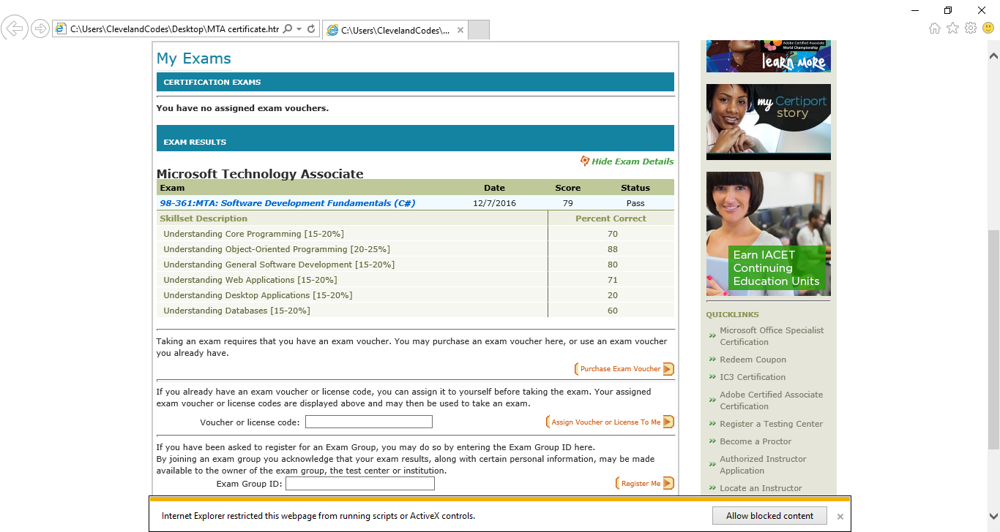 C:\Users\ClevelandCodes\Desktop\MTA certificate.htr
C:\Users\ClevelandCodes\...
My Exams
CERTIFICATION EXAMS
You have no assigned exam vouchers.
EXAM RESULTS
Hide Exam Details
Microsoft Technology Associate
Exam Date Score Status
98-361:MTA: Software Development Fundamentals (C#) 12/7/2016 79 Pass
Skillset Description Percent Correct
Understanding Core Programming [15-20%] 70
Understanding Object-Oriented Programming [20-25%] 88
Understanding General Software Development [15-20%] 80
Understanding Web Applications [15-20%] 71
Understanding Desktop Applications [15-20%] 20
Understanding Databases [15-20%] 60
Taking an exam requires that you have an exam voucher. You may purchase an exam voucher here, or use an exam voucher
you already have.
Purchase Exam Voucher
If you already have an exam voucher or license code, you can assign it to yourself before taking the exam. Your assigned
exam voucher or license codes are displayed above and may then be used to take an exam.
Voucher or license code:
Assign Voucher or License To Me
If you have been asked to register for an Exam Group, you may do so by entering the Exam Group ID here.
By joining an exam group you acknowledge that your exam results, along with certain personal information, may be made
available to the owner of the exam group, the test center or institution.
Exam Group ID:
Register Me
Adobe Certified Associate
World Championship
learn more
my Certiport
story
Earn IACET
Continuing
Education Units
QUICKLINKS
Microsoft Office Specialist
Certification
Redeem Coupon
IC3 Certification
Adobe Certified Associate
Certification
Register a Testing Center
Become a Proctor
Authorized Instructor
Application
Locate an Instructor
Internet Explorer restricted this webpage from running scripts or ActiveX controls.
Allow blocked content